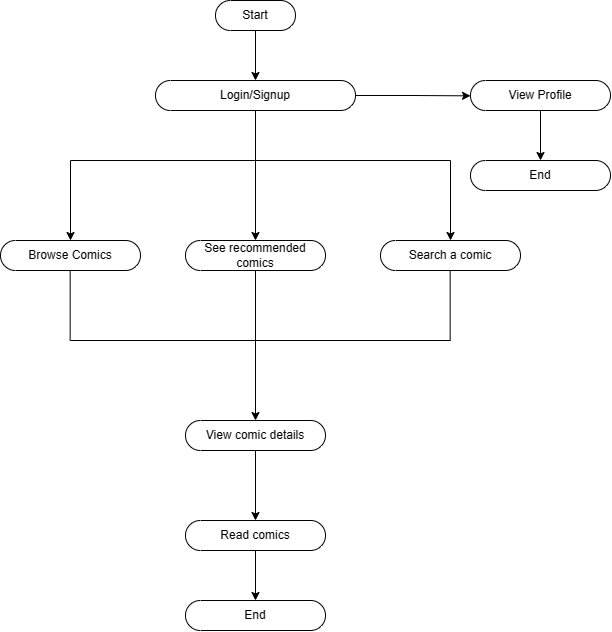 Start
Login/Signup
View Profile
End
Browse Comics
See recommended
comics
Search a comic
View comic details
Read comics
End